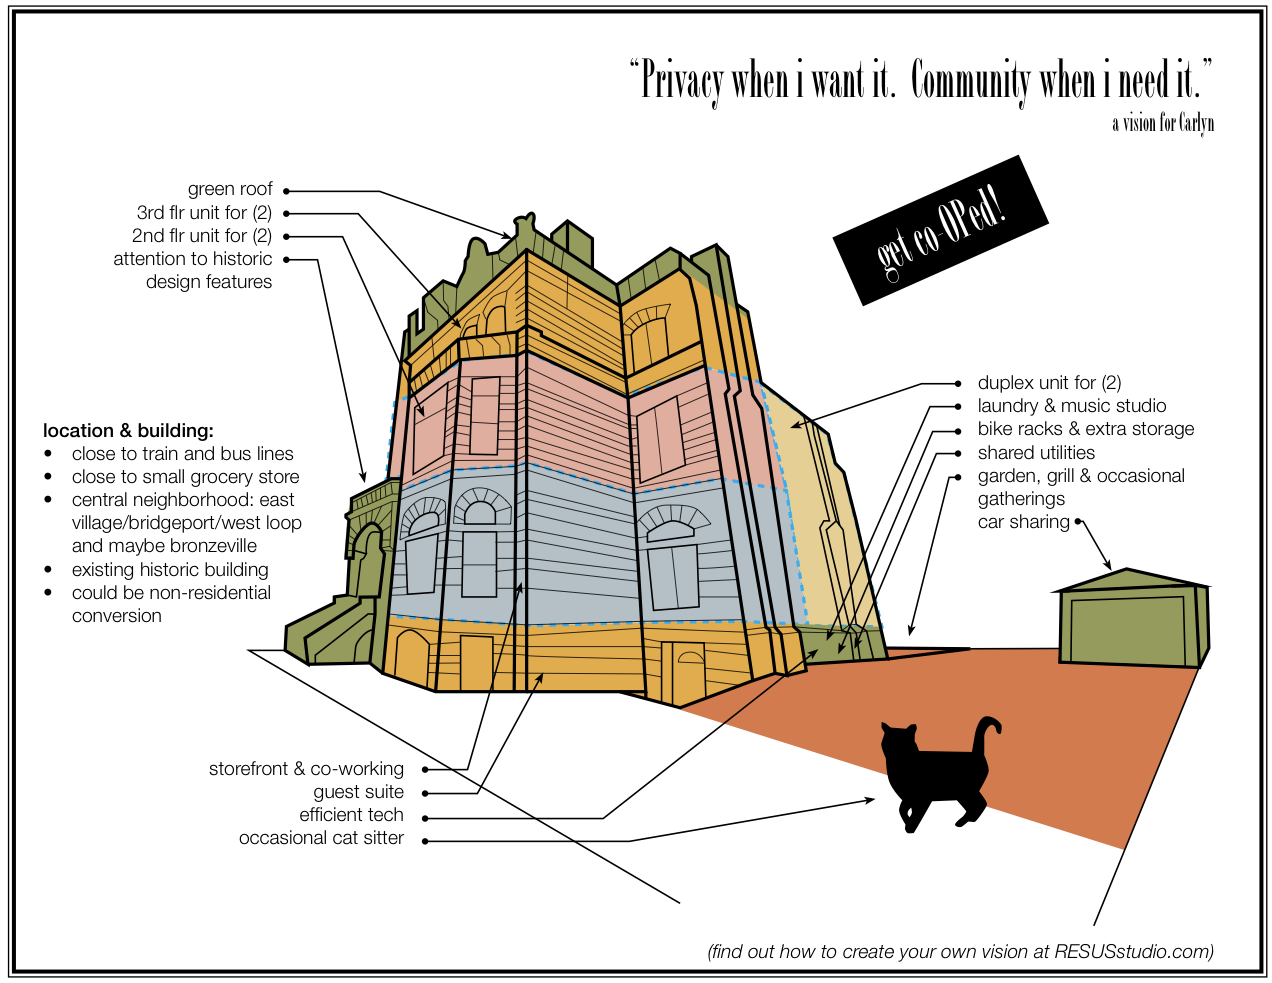 “Privacy when i want it.  Community when i need it.”
a vision for Carlyn
get co-OPed!
green roof
3rd flr unit for (2)
2nd flr unit for (2)
attention to historic
design features
location & building:
• close to train and bus lines
• close to small grocery store
• central neighborhood: east
village/bridgeport/west loop
and maybe bronzeville
• existing historic building
• could be non-residential
conversion
duplex unit for (2)
laundry & music studio
bike racks & extra storage
shared utilities
garden, grill & occasional
gatherings
car sharing
storefront & co-working
guest suite
efficient tech
occasional cat sitter
(find out how to create your own vision at RESUSstudio.com)